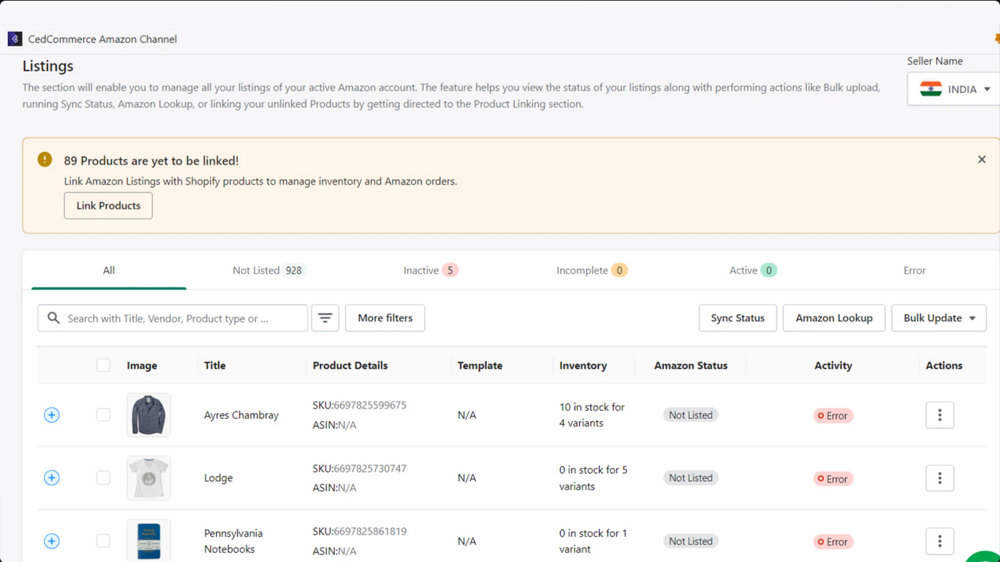 CedCommerce Amazon Channel
Listings
Seller Name
The section will enable you to manage all your listings of your active Amazon account. The feature helps you view the status of your listings along with performing actions like Bulk upload,
running Sync Status, Amazon Lookup, or linking your unlinked Products by getting directed to the Product Linking section.
INDIA
89 Products are yet to be linked!
Link Amazon Listings with Shopify products to manage inventory and Amazon orders.
Link Products
All Not Listed 928 Inactive 5 Incomplete 0 Active 0 Error
Search with Title, Vendor, Product type or ... More filters Sync Status Amazon Lookup Bulk Update
Image Title Product Details Template Inventory Amazon Status Activity Actions
Ayres Chambray
SKU:6697825599675
ASIN:N/A
N/A
10 in stock for
4 variants
Not Listed
Error
Lodge
SKU:6697825730747
ASIN:N/A
N/A
0 in stock for 5
variants
Not Listed
Error
FIELD
NOTES
Pennsylvania
Notebooks
SKU:6697825861819
ASIN:N/A
N/A
0 in stock for 1
variant
Not Listed
Error